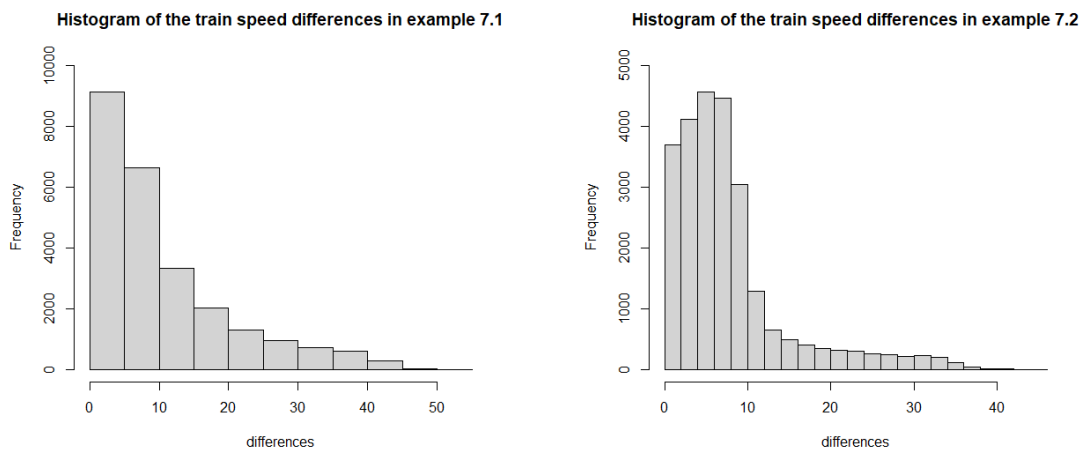 Histogram of the train speed differences in example 7.1
Frequency
0
2000
4000
6000
8000
10000
0 10 20 30 40 50
differences
Histogram of the train speed differences in example 7.2
Frequency
0
1000
2000
3000
4000
5000
0 10 20 30 40
differences